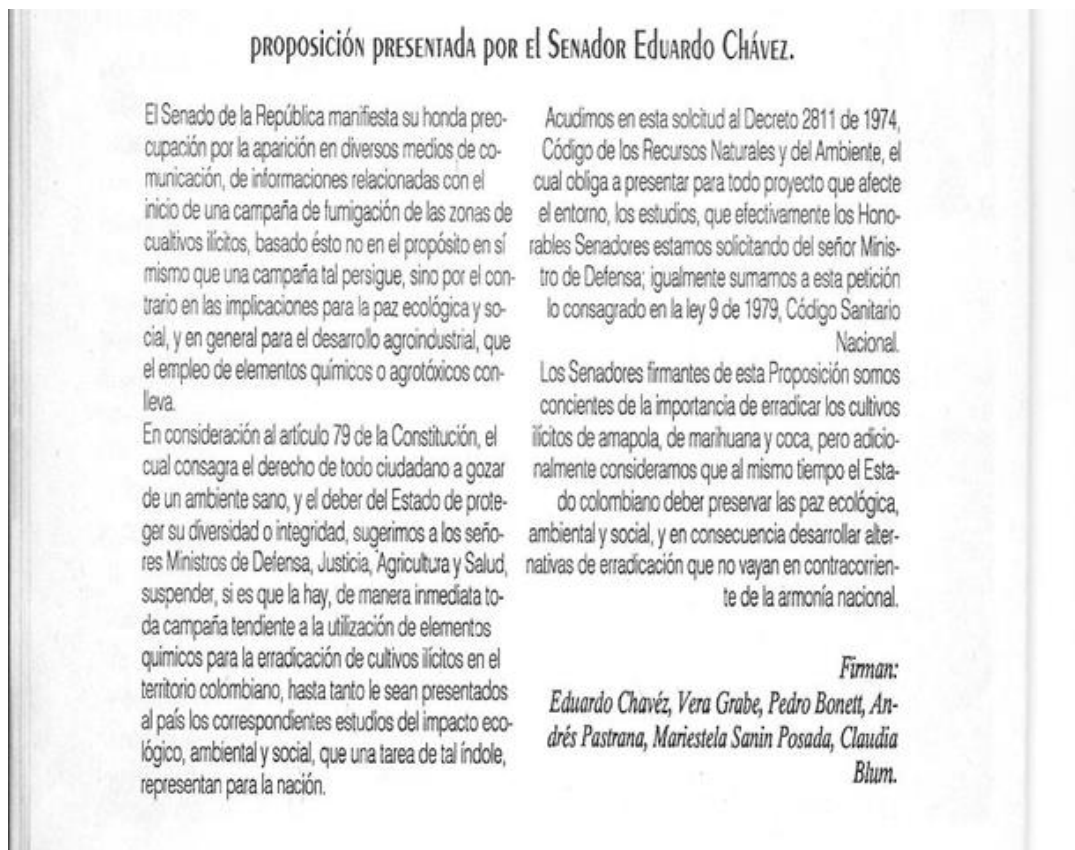 proposición presentada por el Senador Eduardo Chávez.
El Senado de la República manifiesta su honda preo-
cupación por la aparición en diversos medios de co-
municación, de informaciones relacionadas con el
inicio de una campaña de fumigación de las zonas de
cualtivos ilícitos, basado ésto no en el propósito en sí
mismo que una campaña tal persigue, sino por el con-
trario en las implicaciones para la paz ecológica y so-
cial, y en general para el desarrollo agroindustrial, que
el empleo de elementos químicos o agrotóxicos con-
lleva.
En consideración al artículo 79 de la Constitución, el
cual consagra el derecho de todo ciudadano a gozar
de un ambiente sano, y el deber del Estado de prote-
ger su diversidad o integridad, sugerimos a los seño-
res Ministros de Defensa, Justicia, Agricultura y Salud,
suspender, si es que la hay, de manera inmediata to-
da campaña tendiente a la utilización de elementos
quimicos para la erradicación de cultivos ilícitos en el
territorio colombiano, hasta tanto le sean presentados
al país los correspondientes estudios del impacto eco-
lógico, ambiental y social, que una tarea de tal índole,
representan para la nación.
Acudimos en esta solcitud al Decreto 2811 de 1974,
Código de los Recursos Naturales y del Ambiente, el
cual obliga a presentar para todo proyecto que afecte
el entorno, los estudios, que efectivamente los Hono-
rables Senadores estamos solicitando del señor Minis-
tro de Defensa; igualmente sumamos a esta petición
lo consagrado en la ley 9 de 1979, Código Sanitario
Nacional.
Los Senadores firmantes de esta Proposición somos
concientes de la importancia de erradicar los cultivos
ilícitos de amapola, de marihuana y coca, pero adicio-
nalmente consideramos que al mismo tiempo el Esta-
do colombiano deber preservar las paz ecológica,
ambiental y social, y en consecuencia desarrollar alter-
nativas de erradicación que no vayan en contracorrien-
te de la armonía nacional.
Firman:
Eduardo Chavéz, Vera Grabe, Pedro Bonett, An-
drés Pastrana, Mariestela Sanin Posada, Claudia
Blum.